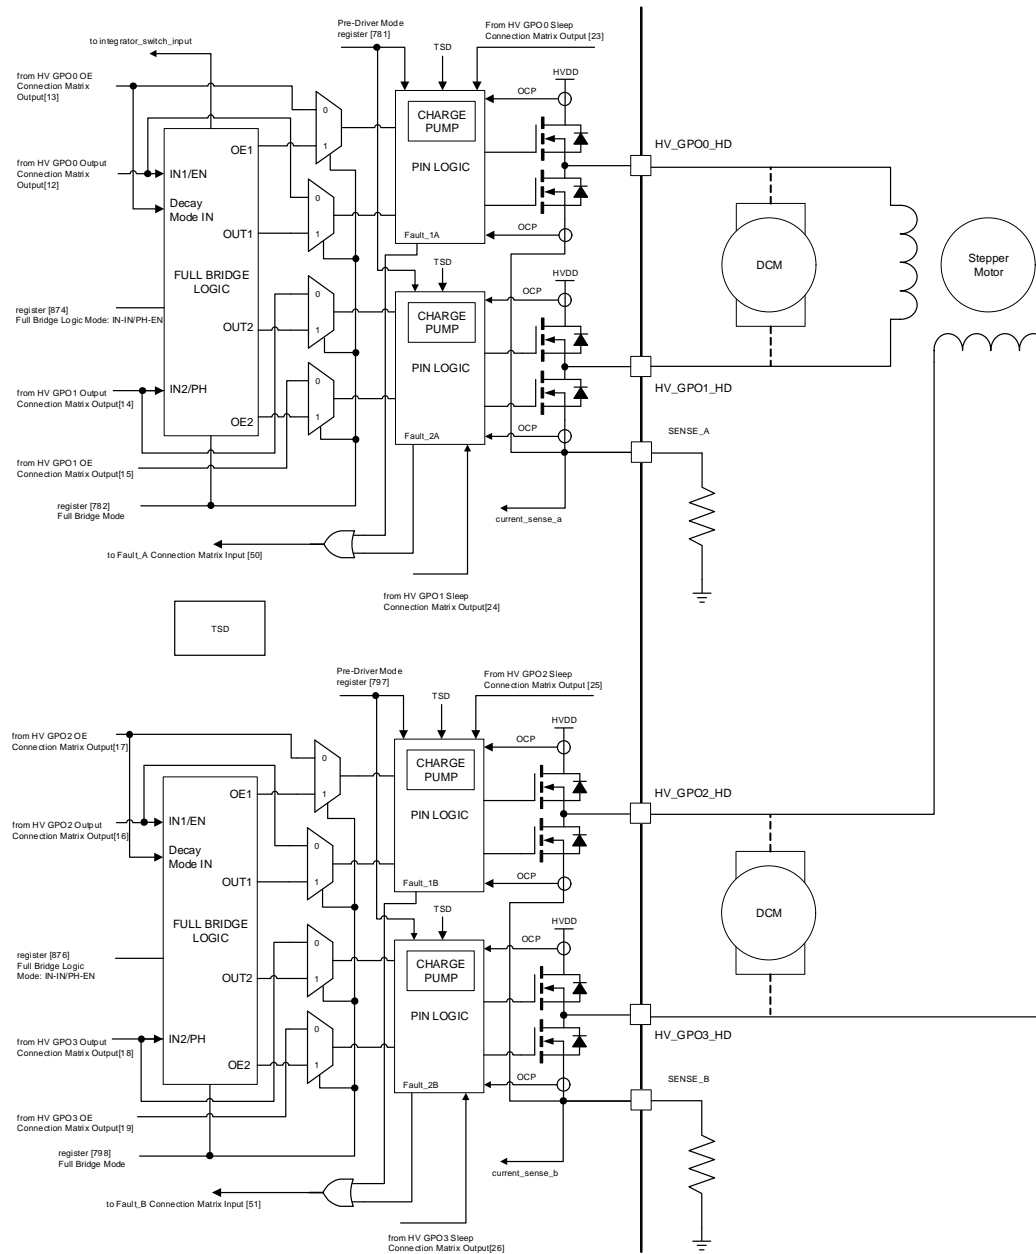 Pre-Driver Mode
register [781]
From HV GPO0 Sleep
Connection Matrix Output [23]
to integrator_switch_input
TSD
HVDD
from HV GPO0 OE
Connection Matrix
Output[13]
OCP
0
1
CHARGE
PUMP
OE1
HV_GPO0_HD
from HV GPO0 Output
Connection Matrix
Output[12]
IN1/EN
PIN LOGIC
Decay
Mode IN
0
1
OUT1
Fault_1A
OCP
TSD
HVDD
DCM
Stepper
Motor
FULL BRIDGE
LOGIC
0
1
OCP
CHARGE
PUMP
register [874]
Full Bridge Logic Mode: IN-IN/PH-EN
OUT2
PIN LOGIC
from HV GPO1 Output
Connection Matrix Output[14]
IN2/PH
0
1
HV_GPO1_HD
OE2
Fault_2A
OCP
SENSE_A
from HV GPO1 OE
Connection Matrix Output[15]
register [782]
Full Bridge Mode
current_sense_a
to Fault_A Connection Matrix Input [50]
from HV GPO1 Sleep
Connection Matrix Output[24]
TSD
Pre-Driver Mode
register [797]
From HV GPO2 Sleep
Connection Matrix Output [25]
TSD
HVDD
from HV GPO2 OE
Connection Matrix Output[17]
OCP
0
1
CHARGE
PUMP
OE1
HV_GPO2_HD
from HV GPO2 Output
Connection Matrix Output[16]
IN1/EN
PIN LOGIC
Decay
Mode IN
0
1
OUT1
Fault_1B
OCP
TSD
HVDD
DCM
FULL BRIDGE
LOGIC
0
1
OCP
CHARGE
PUMP
register [876]
Full Bridge Logic
Mode: IN-IN/PH-EN
OUT2
PIN LOGIC
from HV GPO3 Output
Connection Matrix Output[18]
IN2/PH
0
1
HV_GPO3_HD
OE2
Fault_2B
OCP
SENSE_B
from HV GPO3 OE
Connection Matrix Output[19]
register [798]
Full Bridge Mode
current_sense_b
to Fault_B Connection Matrix Input [51]
from HV GPO3 Sleep
Connection Matrix Output[26]